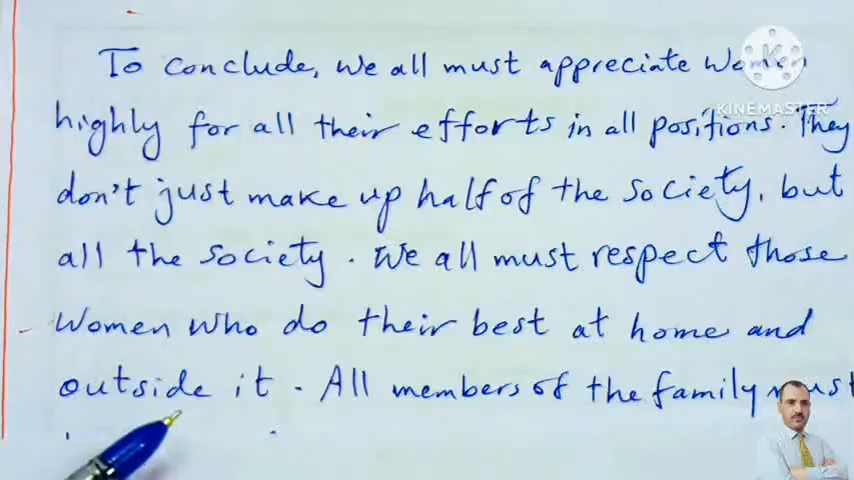 To conclude, we all must appreciate women
KINEMASTER
highly for all their efforts in all positions. They
don't just make up half of the society, but
all the society. We all must respect those
women who do their best at home and
outside it. All members of the family must